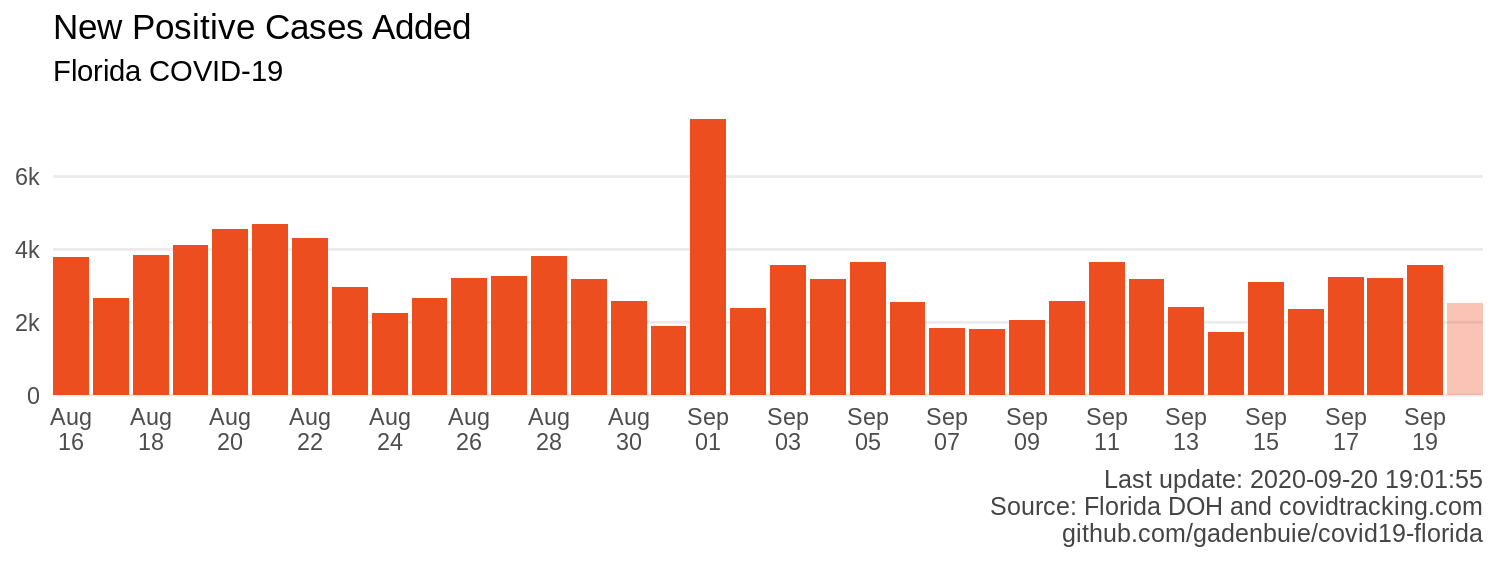 New Positive Cases Added
Florida COVID-19
6k
4k
2k
0
Aug Aug Aug Aug Aug Aug Aug Aug Sep Sep Sep Sep Sep Sep Sep Sep Sep Sep
16 18 20 22 24 26 28 30 01 03 05 07 09 11 13 15 17 19
Last update: 2020-09-20 19:01:55
Source: Florida DOH and covidtracking.com
github.com/gadenbuie/covid19-florida